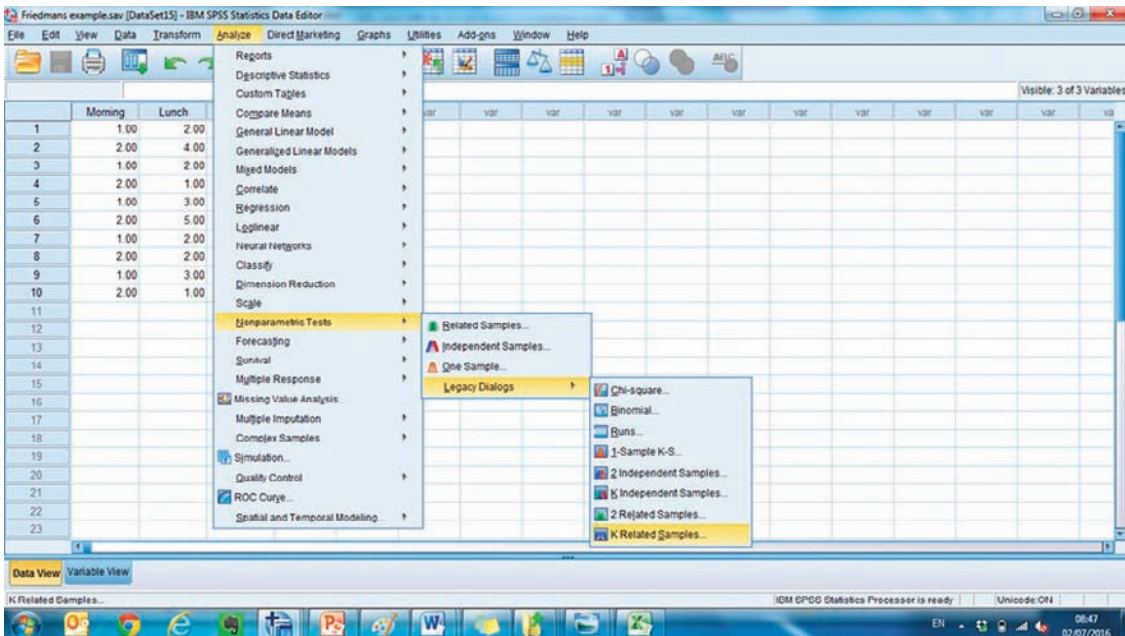 Friedmans example.sav [DataSet15] - IBM SPSS Statistics Data Editor
File Edit View Data Transform Analyze Direct Marketing Graphs Utilities Add-ons Window Help
Visible: 3 of 3 Variables
Morning Lunch var var var var var var var var var var var va
1 1.00 2.00
2 2.00 4.00
3 1.00 2.00
4 2.00 1.00
5 1.00 3.00
6 2.00 5.00
7 1.00 2.00
8 2.00 2.00
9 1.00 3.00
10 2.00 1.00
11
12
13
14
15
16
17
18
19
20
21
22
23
Reports
Descriptive Statistics
Custom Tables
Compare Means
General Linear Model
Generalized Linear Models
Mixed Models
Correlate
Regression
Loglinear
Neural Networks
Classify
Dimension Reduction
Scale
Nonparametric Tests
Forecasting
Survival
Multiple Response
Missing Value Analysis
Multiple Imputation
Complex Samples
Simulation...
Quality Control
ROC Curve...
Spatial and Temporal Modeling...
Related Samples...
Independent Samples...
One Sample...
Legacy Dialogs
Chi-square...
Binomial...
Runs...
1-Sample K-S...
2 Independent Samples...
K Independent Samples...
2 Related Samples...
K Related Samples...
Data View Variable View
K Related Samples...
IBM SPSS Statistics Processor is ready
Unicode:ON
EN
08:47
02/07/2016